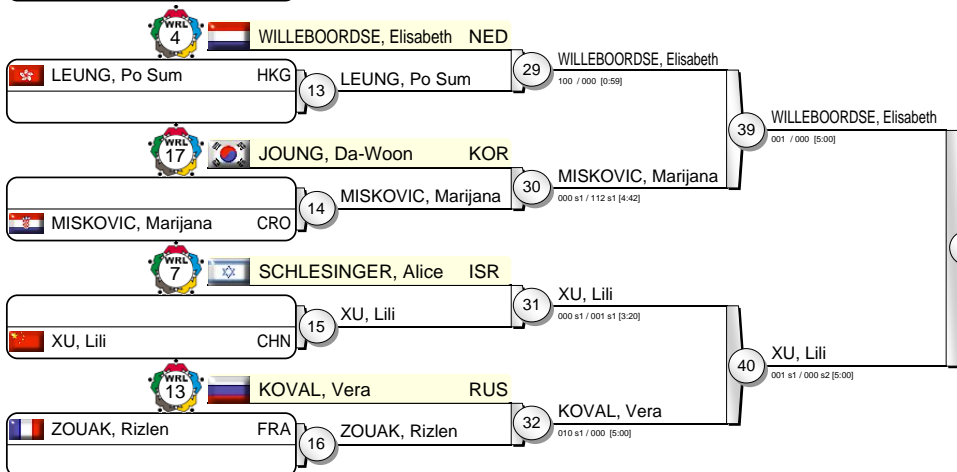 WRL
4
WILLEBOORDSE, Elisabeth NED
LEUNG, Po Sum HKG
13
LEUNG, Po Sum
29
WILLEBOORDSE, Elisabeth
100 / 000 [0:59]
WRL
17
JOUNG, Da-Woon KOR
MISKOVIC, Marijana CRO
14
MISKOVIC, Marijana
30
MISKOVIC, Marijana
000 s1 / 112 s1 [4:42]
39
WILLEBOORDSE, Elisabeth
001 / 000 [5:00]
WRL
7
SCHLESINGER, Alice ISR
XU, Lili CHN
15
XU, Lili
31
XU, Lili
000 s1 / 001 s1 [3:20]
WRL
13
KOVAL, Vera RUS
ZOUAK, Rizlen FRA
16
ZOUAK, Rizlen
32
KOVAL, Vera
010 s1 / 000 [5:00]
40
XU, Lili
001 s1 / 000 s2 [5:00]